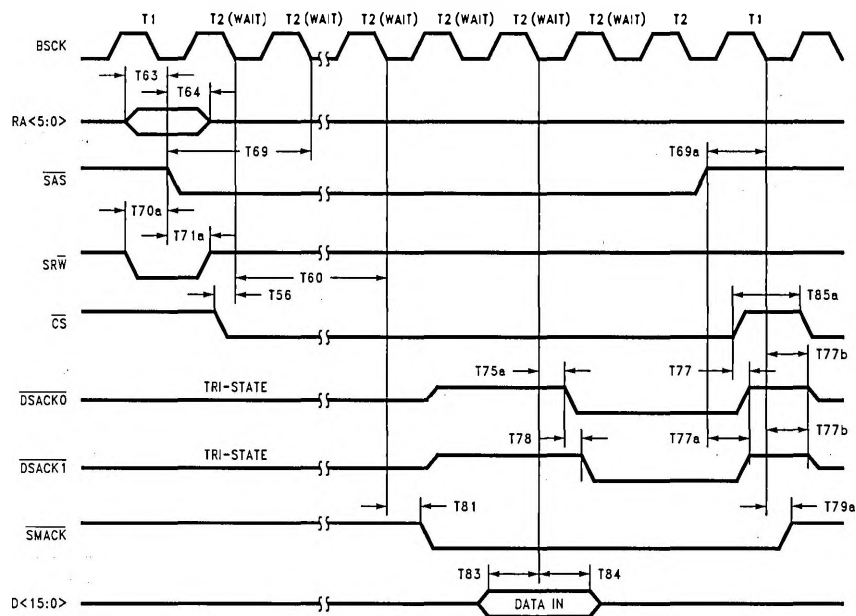 T1 T2 (WAIT) T2 (WAIT) T2 (WAIT) T2 (WAIT) T2 (WAIT) T2 (WAIT) T2 T1
BSCK
T63
T64
RA<5:0>
T69 T69a
SAS
T70a
T71a
SRW
T60
T56 T85a
CS
T77b
T75a T77
DSACK0 TRI-STATE
T78 T77a T77b
DSACK1 TRI-STATE
T81 T79a
SMACK
T83 T84
D<15:0> DATA IN